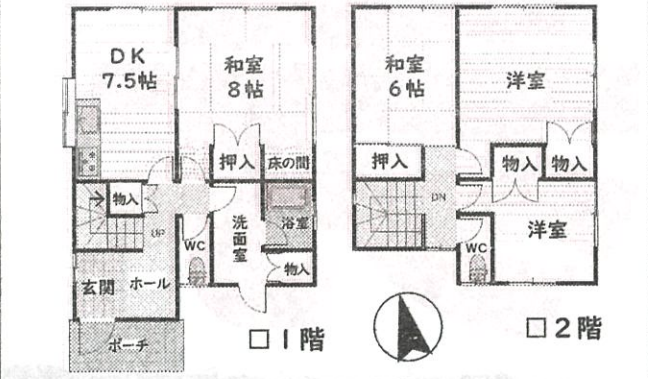 DK
7.5帖
和室
8帖
押入
床の間
物入
UP
WC
洗面室
浴室
物入
玄関
ホール
ポーチ
□1階
和室
6帖
洋室
押入
物入
物入
DN
WC
洋室
□2階